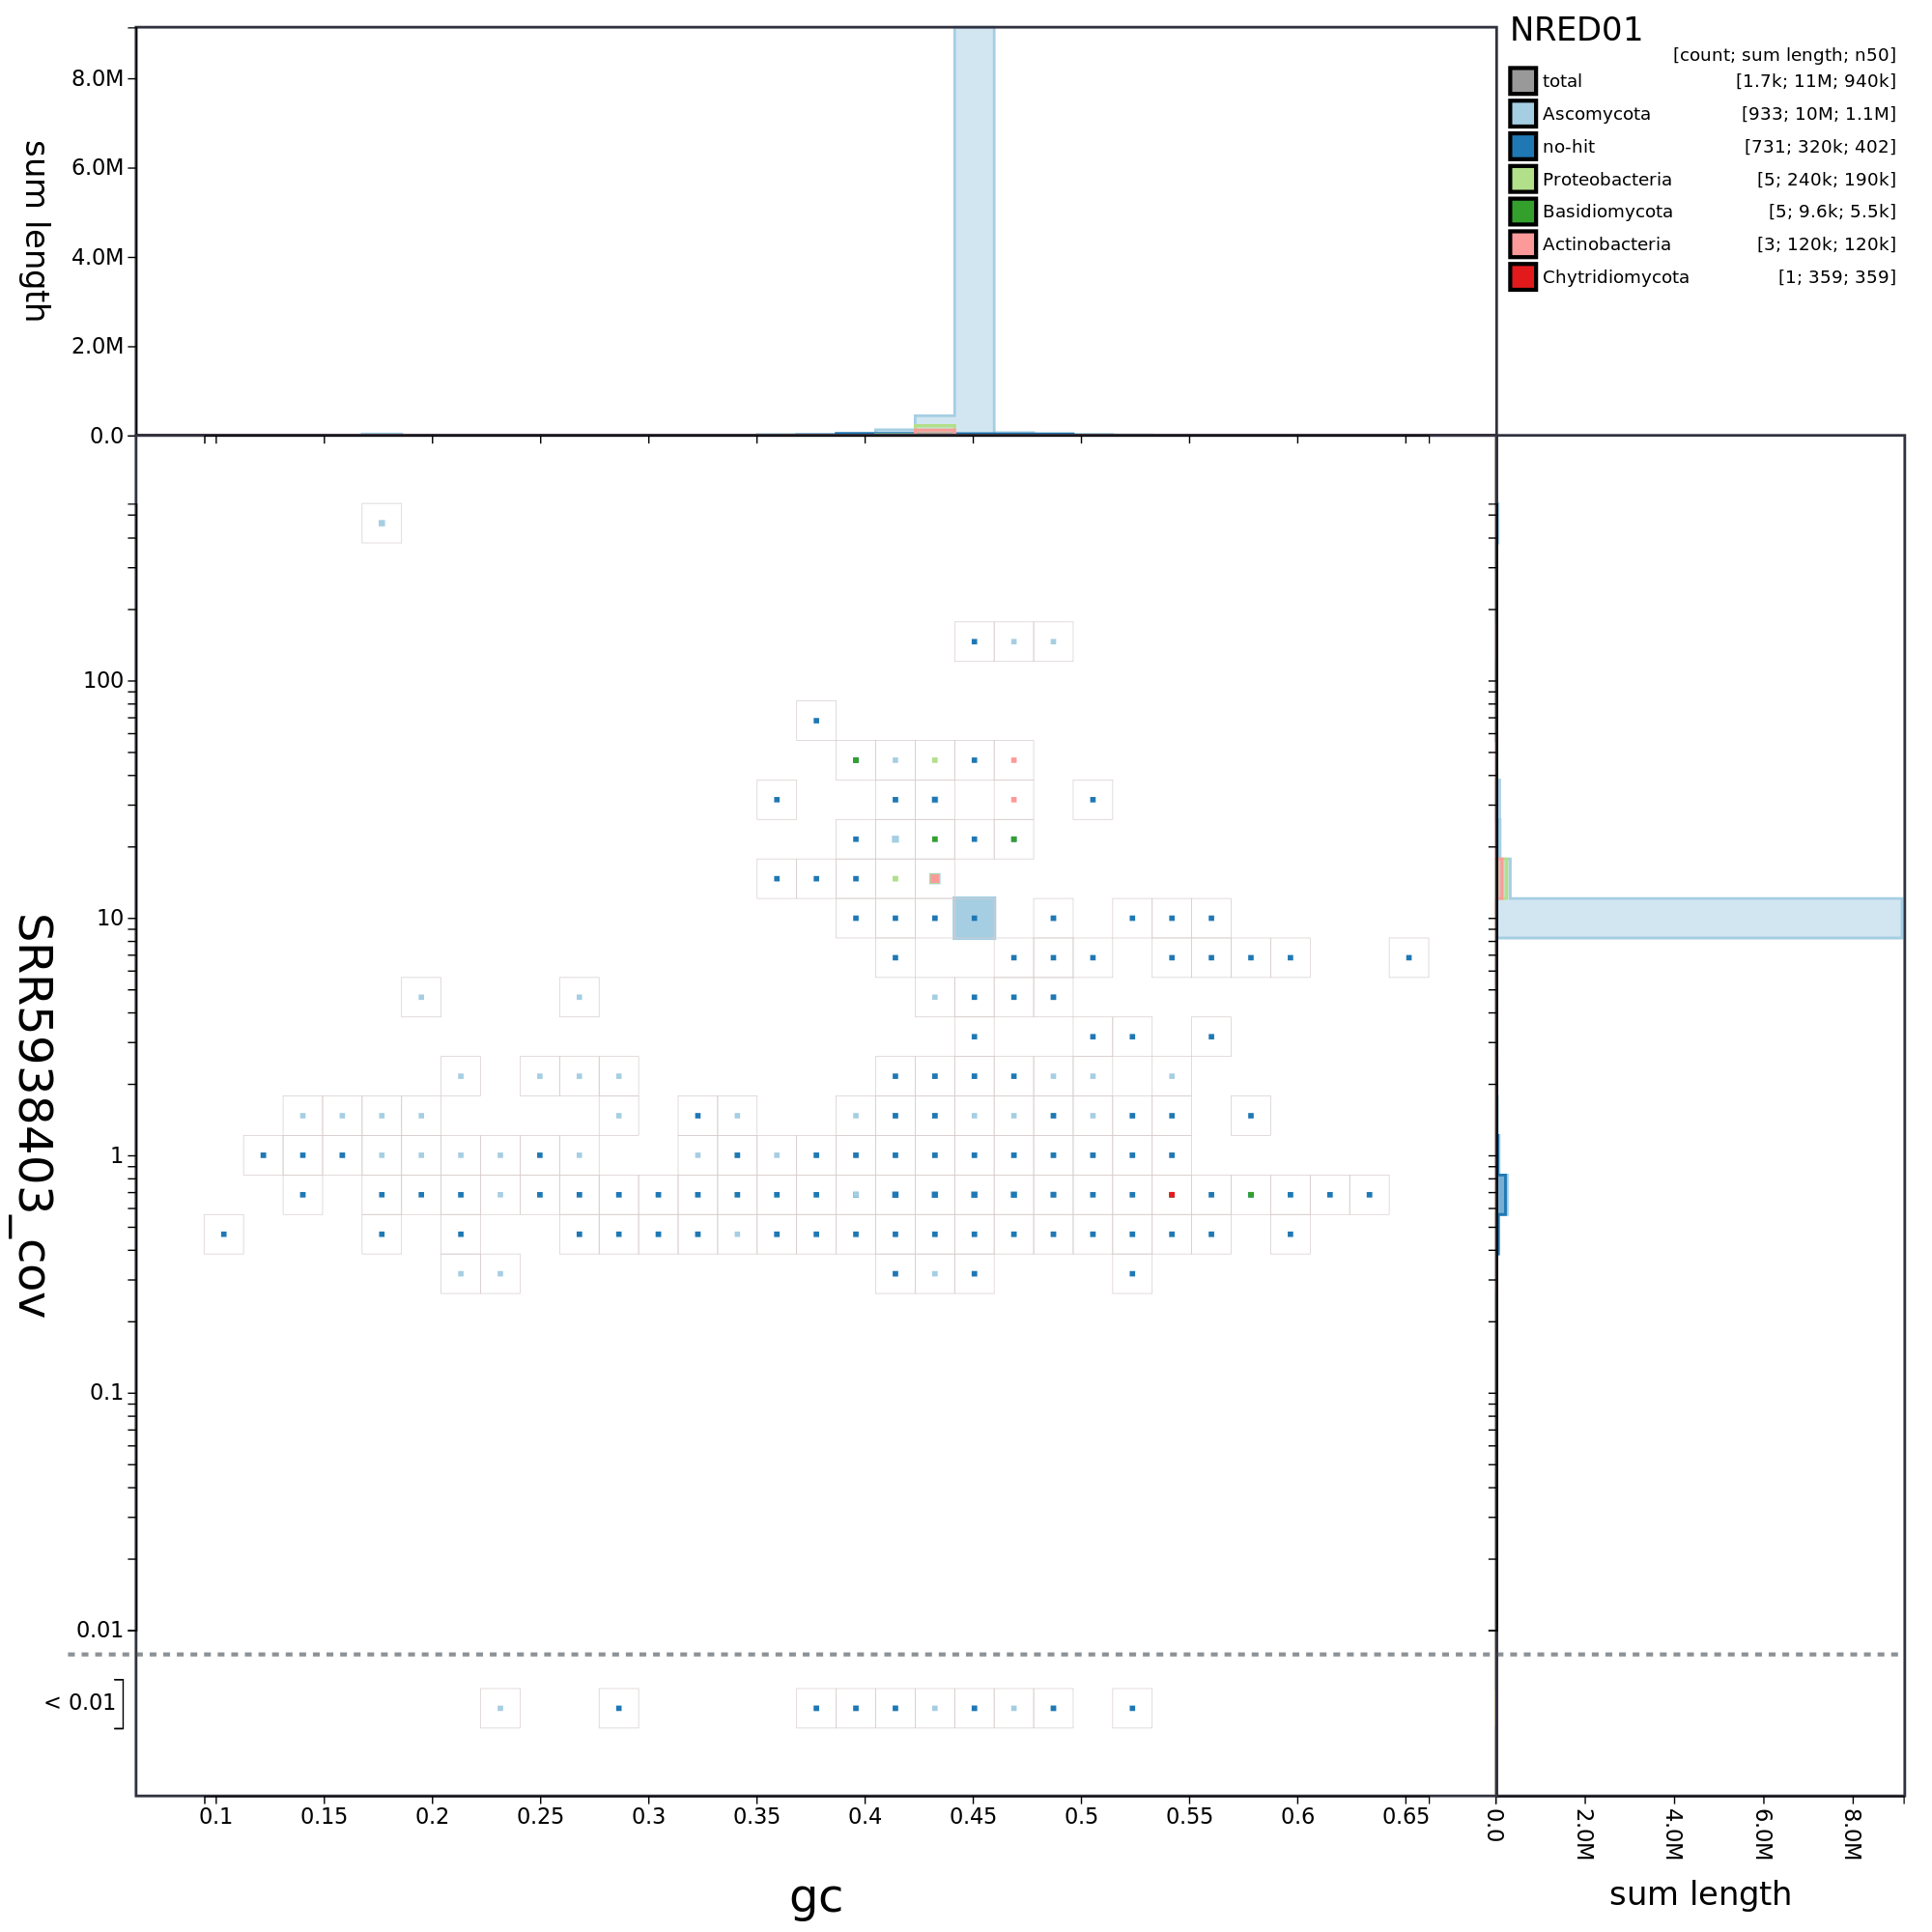 NRED01
[count; sum length; n50]
total [1.7k; 11M; 940k]
Ascomycota [933; 10M; 1.1M]
no-hit [731; 320k; 402]
Proteobacteria [5; 240k; 190k]
Basidiomycota [5; 9.6k; 5.5k]
Actinobacteria [3; 120k; 120k]
Chytridiomycota [1; 359; 359]
sum length
8.0M
6.0M
4.0M
2.0M
0.0
SRR5938403_cov
100
10
1
0.1
0.01
< 0.01
0.1 0.15 0.2 0.25 0.3 0.35 0.4 0.45 0.5 0.55 0.6 0.65
gc
0.0 2.0M 4.0M 6.0M 8.0M
sum length